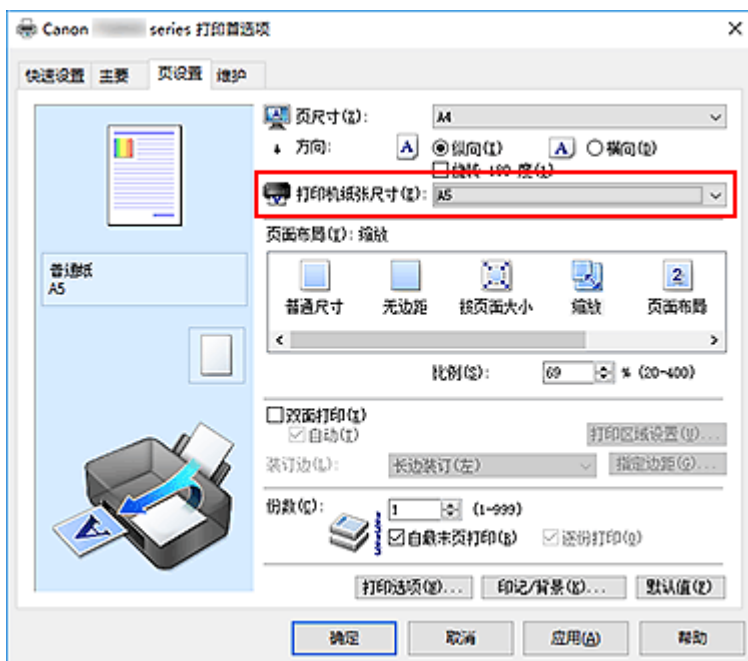 Canon series 打印首选项
快速设置 主要 页设置 维护
页尺寸(Z): A4
方向: A 纵向(I) A 横向(D)
旋转 180 度(1)
打印机纸张尺寸(E): A5
页面布局(I): 缩放
普通纸
A5
2
普通尺寸 无边距 按页面大小 缩放 页面布局
比例(S): 69 % (20-400)
双面打印(X)
自动(T)
打印区域设置(U)...
装订边(L): 长边装订(左) 指定边距(G)...
份数(C): 1 (1-999)
自最末页打印(B) 逐份打印(O)
打印选项(N)... 印记/背景(K)... 默认值(F)
确定 取消 应用(A) 帮助